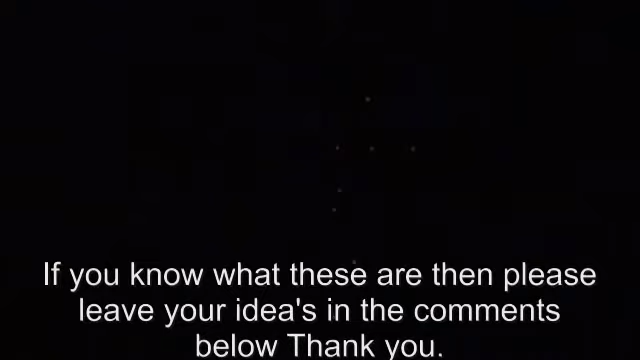 If you know what these are then please
leave your idea's in the comments
below Thank you.